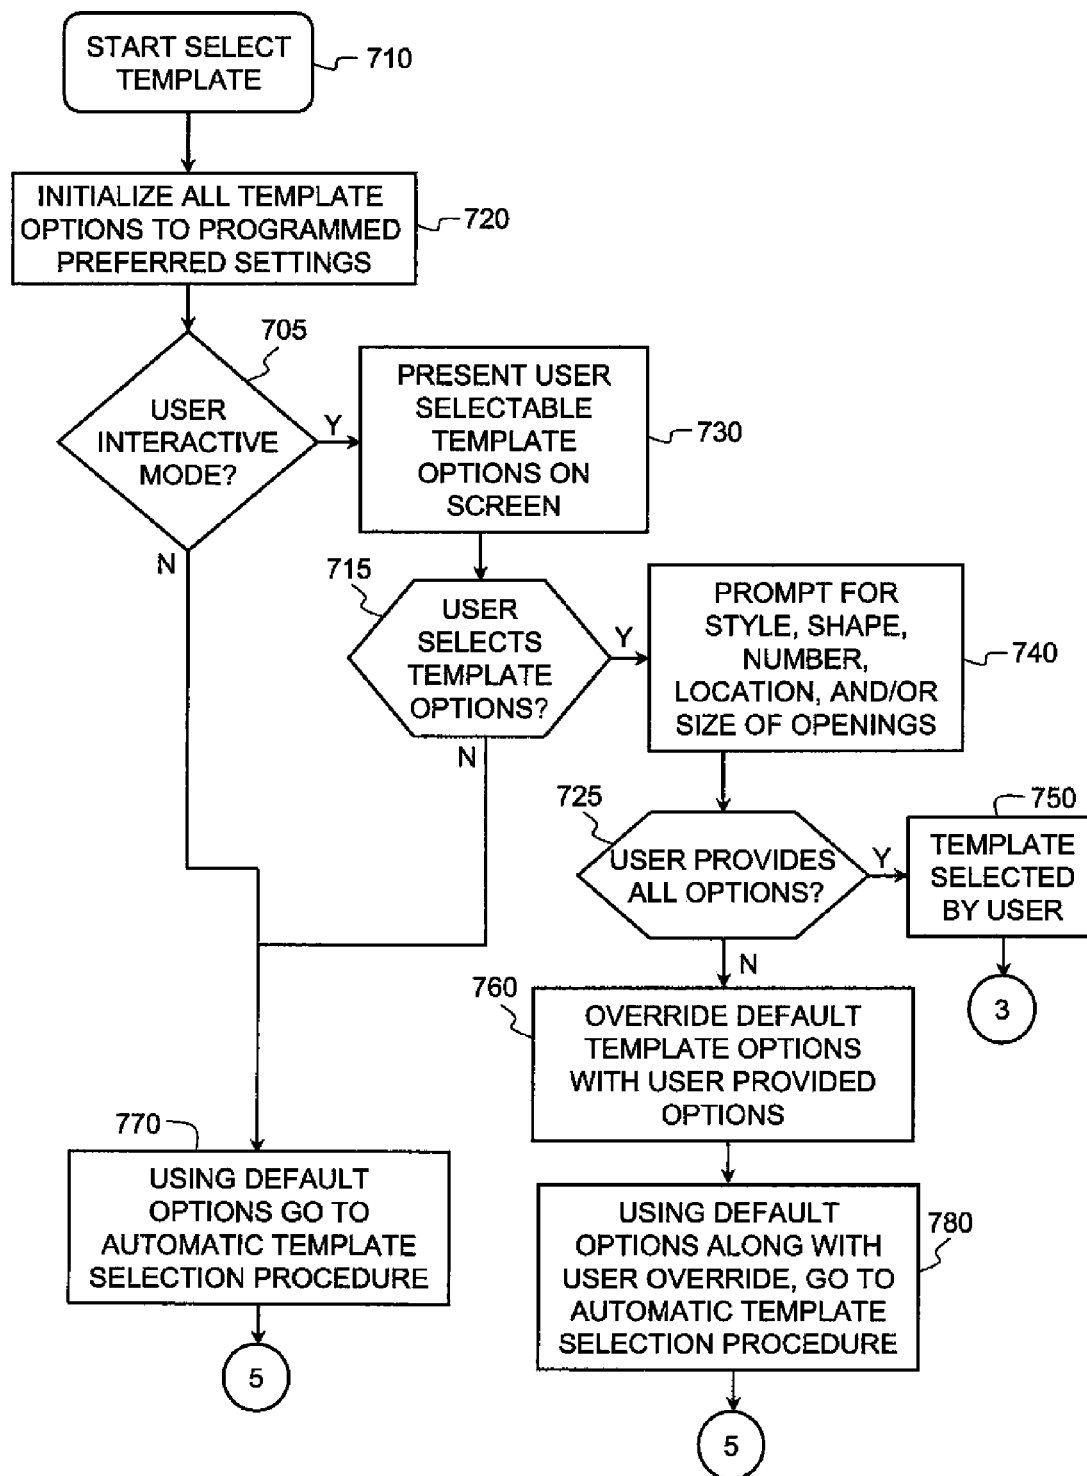 START SELECT
TEMPLATE
710
INITIALIZE ALL TEMPLATE
OPTIONS TO PROGRAMMED
PREFERRED SETTINGS
720
705
USER
INTERACTIVE
MODE?
Y
N
PRESENT USER
SELECTABLE
TEMPLATE
OPTIONS ON
SCREEN
730
715
USER
SELECTS
TEMPLATE
OPTIONS?
Y
N
PROMPT FOR
STYLE, SHAPE,
NUMBER,
LOCATION, AND/OR
SIZE OF OPENINGS
740
725
USER PROVIDES
ALL OPTIONS?
Y
N
750
TEMPLATE
SELECTED
BY USER
3
760
OVERRIDE DEFAULT
TEMPLATE OPTIONS
WITH USER PROVIDED
OPTIONS
770
USING DEFAULT
OPTIONS GO TO
AUTOMATIC TEMPLATE
SELECTION PROCEDURE
5
USING DEFAULT
OPTIONS ALONG WITH
USER OVERRIDE, GO TO
AUTOMATIC TEMPLATE
SELECTION PROCEDURE
780
5